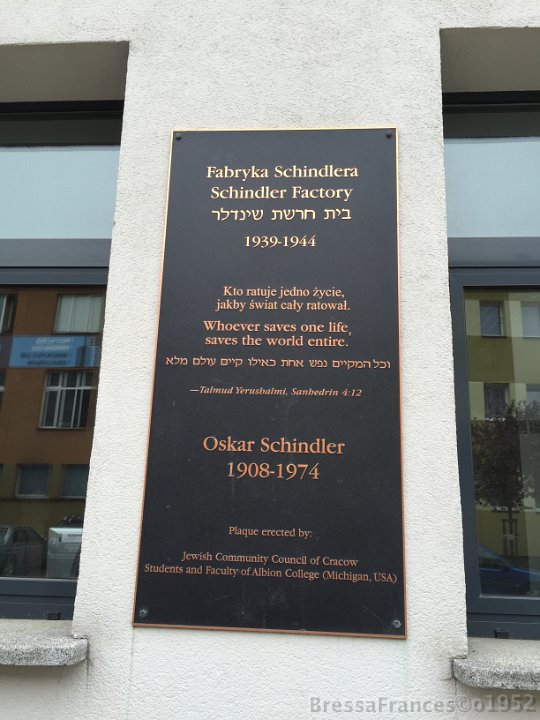 Fabryka Schindlera
Schindler Factory
בית חרשת שינדלר
1939-1944
Kto ratuje jedno życie,
jakby świat cały ratował.
Whoever saves one life,
saves the world entire.
וכל המקיים נפש אחת כאילו קיים עולם מלא
—Talmud Yerushalmi, Sanhedrin 4:12
Oskar Schindler
1908-1974
Plaque erected by:
Jewish Community Council of Cracow
Students and Faculty of Albion College (Michigan, USA)
BressaFrances©o1952